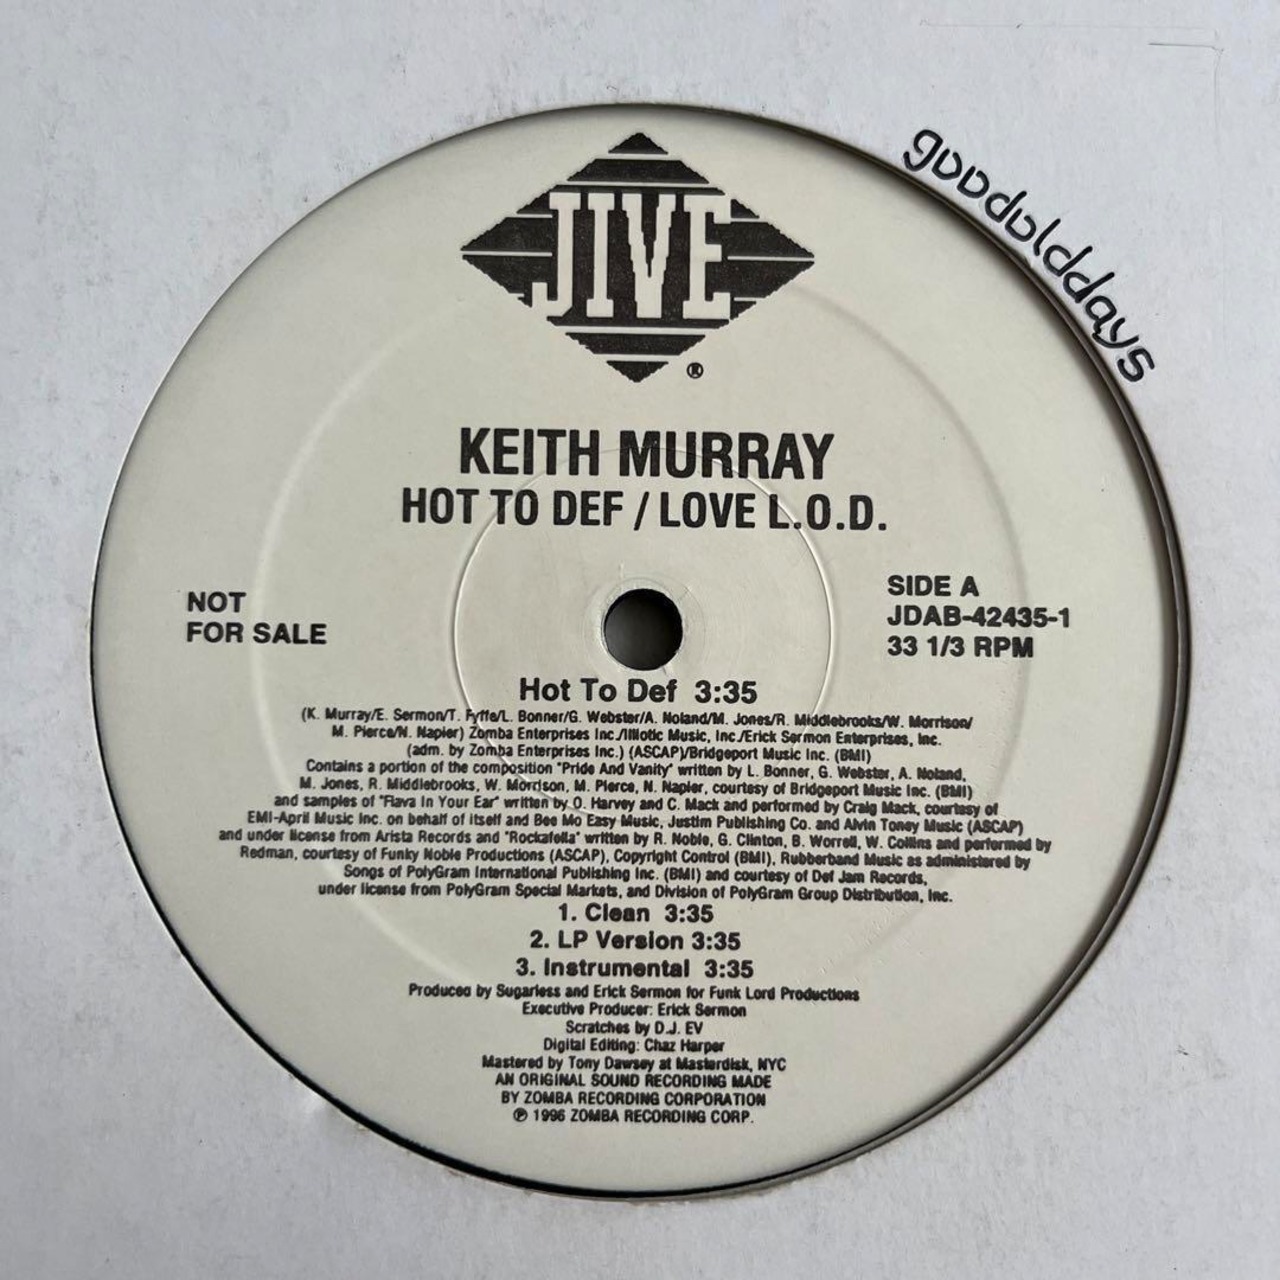 goodolddays
JIVE
®
KEITH MURRAY
HOT TO DEF / LOVE L.O.D.
NOT
FOR SALE
SIDE A
JDAB-42435-1
33 1/3 RPM
Hot To Def 3:35
(K. Murray/E. Sermon/T. Fyffe/L. Bonner/G. Webster/A. Noland/M. Jones/R. Middlebrooks/W. Morrison/
M. Pierce/N. Napier) Zomba Enterprises Inc./Illiotic Music, Inc./Erick Sermon Enterprises, Inc.
(adm. by Zomba Enterprises Inc.) (ASCAP)/Bridgeport Music Inc. (BMI)
Contains a portion of the composition "Pride And Vanity" written by L. Bonner, G. Webster, A. Noland,
M. Jones, R. Middlebrooks, W. Morrison, M. Pierce, N. Napier, courtesy of Bridgeport Music Inc. (BMI)
and samples of "Flava In Your Ear" written by O. Harvey and C. Mack and performed by Craig Mack, courtesy of
EMI-April Music Inc. on behalf of itself and Bee Mo Easy Music, Justim Publishing Co. and Alvin Toney Music (ASCAP)
and under license from Arista Records and "Rockafella" written by R. Noble, G. Clinton, B. Worrell, W. Collins and performed by
Redman, courtesy of Funky Noble Productions (ASCAP), Copyright Control (BMI), Rubberband Music as administered by
Songs of PolyGram International Publishing Inc. (BMI) and courtesy of Def Jam Records,
under license from PolyGram Special Markets, and Division of PolyGram Group Distribution, Inc.
1. Clean 3:35
2. LP Version 3:35
3. Instrumental 3:35
Produced by Sugarless and Erick Sermon for Funk Lord Productions
Executive Producer: Erick Sermon
Scratches by D.J. EV
Digital Editing: Chaz Harper
Mastered by Tony Dawsey at Masterdisk, NYC
AN ORIGINAL SOUND RECORDING MADE
BY ZOMBA RECORDING CORPORATION
℗ 1996 ZOMBA RECORDING CORP.